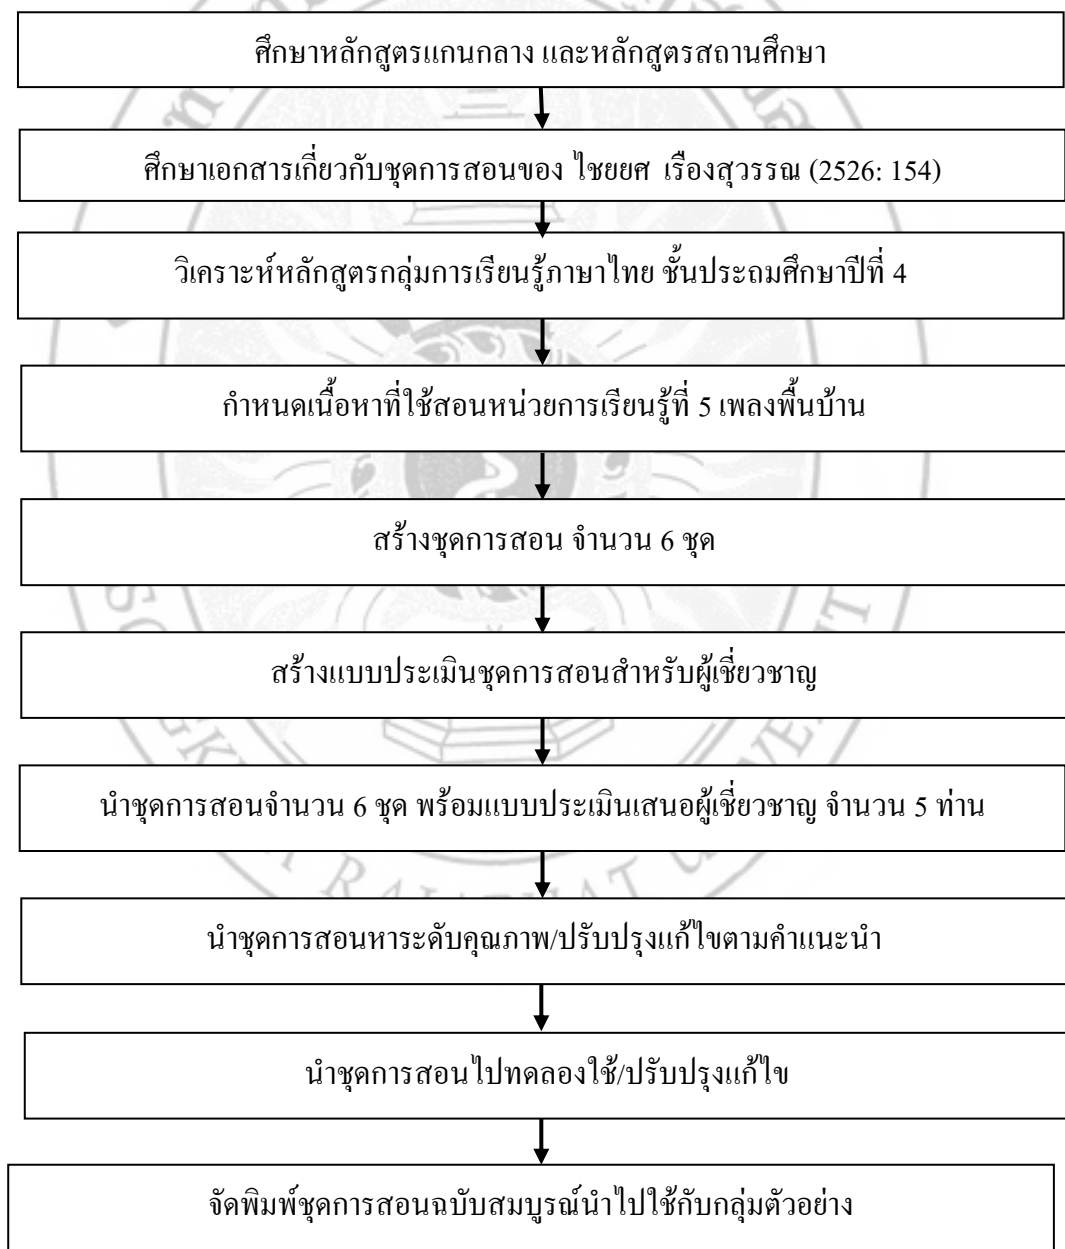 ศึกษาหลักสูตรแกนกลาง และหลักสูตรสถานศึกษา
ศึกษาเอกสารเกี่ยวกับชุดการสอนของ ไชยยศ เรืองสุวรรณ (2526: 154)
วิเคราะห์หลักสูตรกลุ่มการเรียนรู้ภาษาไทย ชั้นประถมศึกษาปีที่ 4
กำหนดเนื้อหาที่ใช้สอนหน่วยการเรียนรู้ที่ 5 เพลงพื้นบ้าน
สร้างชุดการสอน จำนวน 6 ชุด
สร้างแบบประเมินชุดการสอนสำหรับผู้เชี่ยวชาญ
นำชุดการสอนจำนวน 6 ชุด พร้อมแบบประเมินเสนอผู้เชี่ยวชาญ จำนวน 5 ท่าน
นำชุดการสอนหาระดับคุณภาพ/ปรับปรุงแก้ไขตามคำแนะนำ
นำชุดการสอนไปทดลองใช้/ปรับปรุงแก้ไข
จัดพิมพ์ชุดการสอนฉบับสมบูรณ์นำไปใช้กับกลุ่มตัวอย่าง